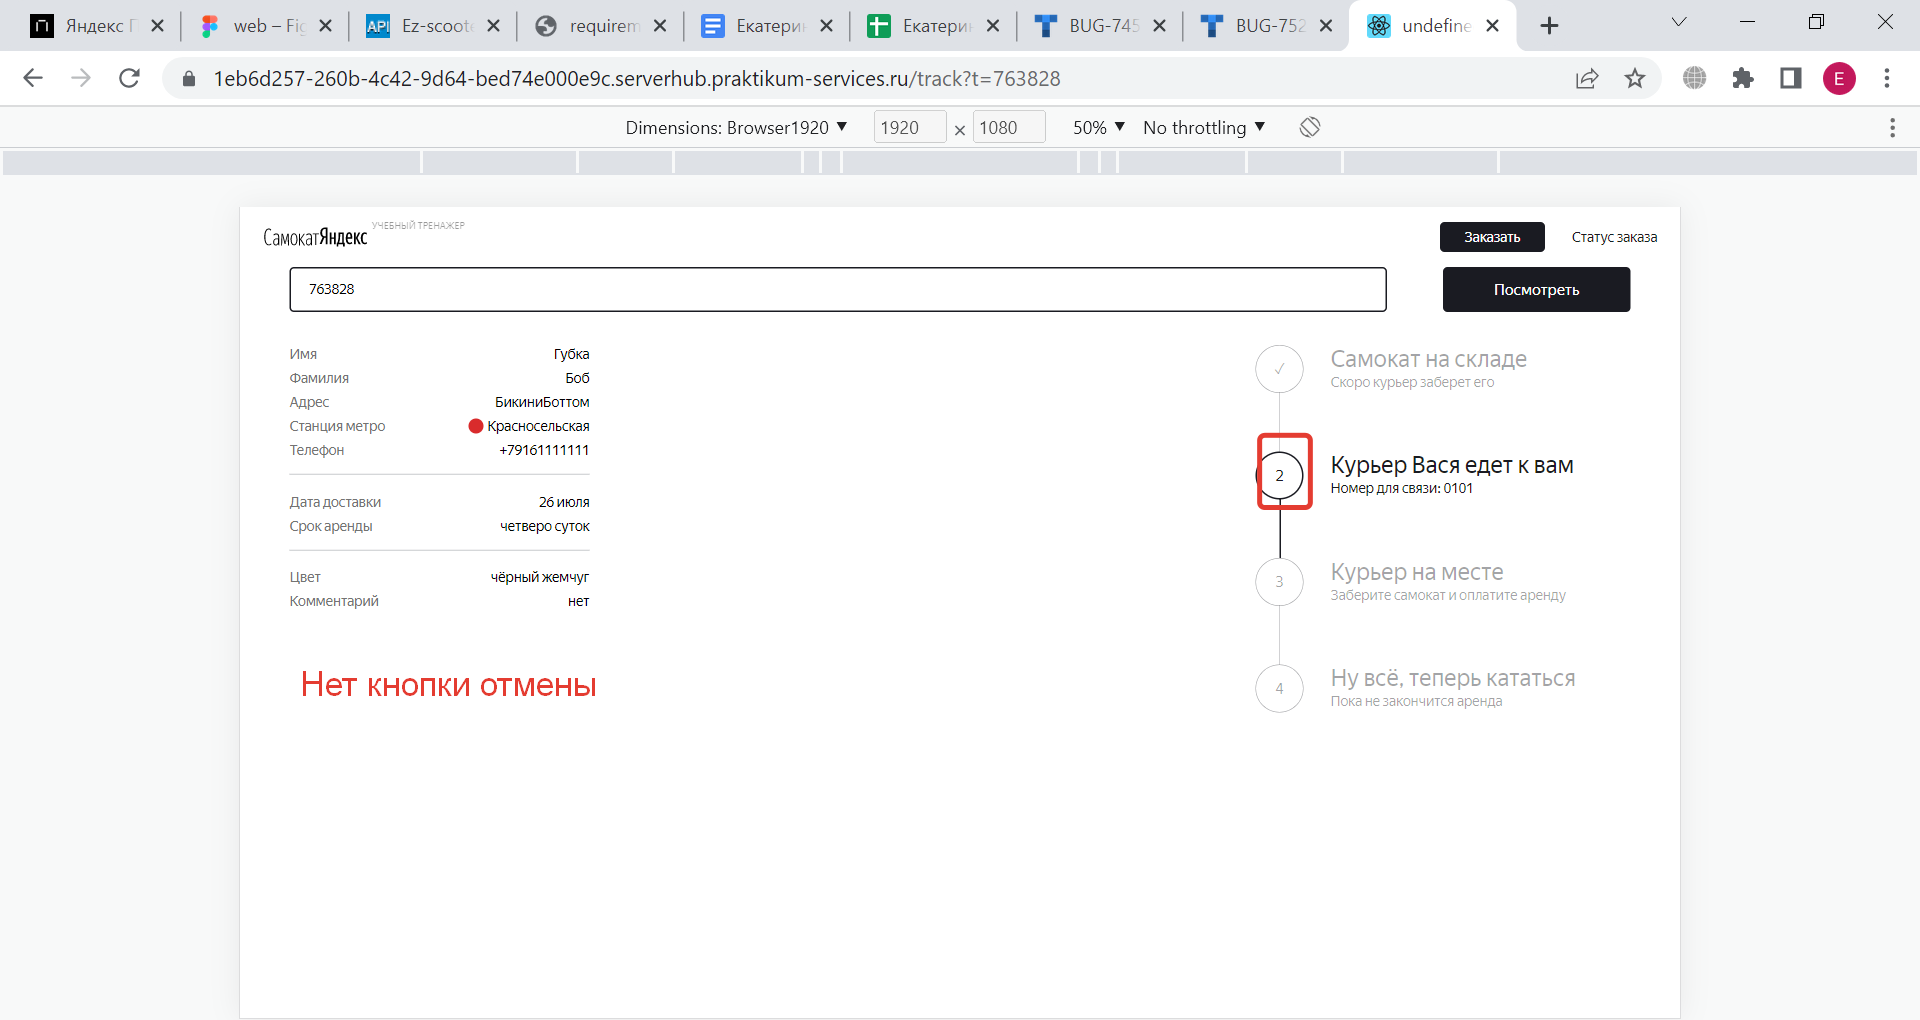 Яндекс П
web – Fig
Ez-scoote
requirem
Екатерин
Екатерин
BUG-745
BUG-752
undefine
1eb6d257-260b-4c42-9d64-bed74e000e9c.serverhub.praktikum-services.ru/track?t=763828
E
Dimensions: Browser1920 ▼ 1920 × 1080 50% ▼ No throttling ▼
СамокатЯндекс
УЧЕБНЫЙ ТРЕНАЖЕР
Заказать
Статус заказа
763828
Посмотреть
Имя Губка
Фамилия Боб
Адрес БикиниБоттом
Станция метро Красносельская
Телефон +79161111111
Дата доставки 26 июля
Срок аренды четверо суток
Цвет чёрный жемчуг
Комментарий нет
Нет кнопки отмены
Самокат на складе
Скоро курьер заберет его
2
Курьер Вася едет к вам
Номер для связи: 0101
3
Курьер на месте
Заберите самокат и оплатите аренду
4
Ну всё, теперь кататься
Пока не закончится аренда